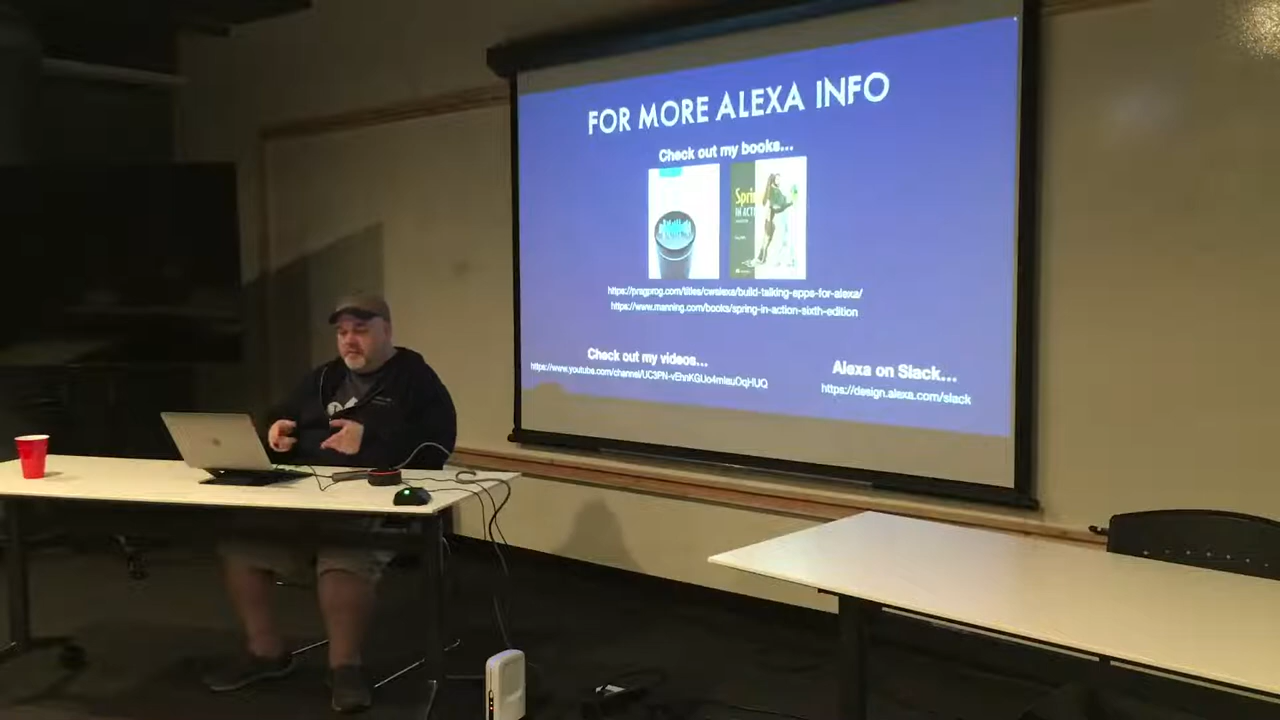 FOR MORE ALEXA INFO
Check out my books...
IN ACT
https://pragprog.com/titles/cwalexa/build-talking-apps-for-alexa/
https://www.manning.com/books/spring-in-action-sixth-edition
Check out my videos...
Alexa on Slack...
https://design.alexa.com/slack